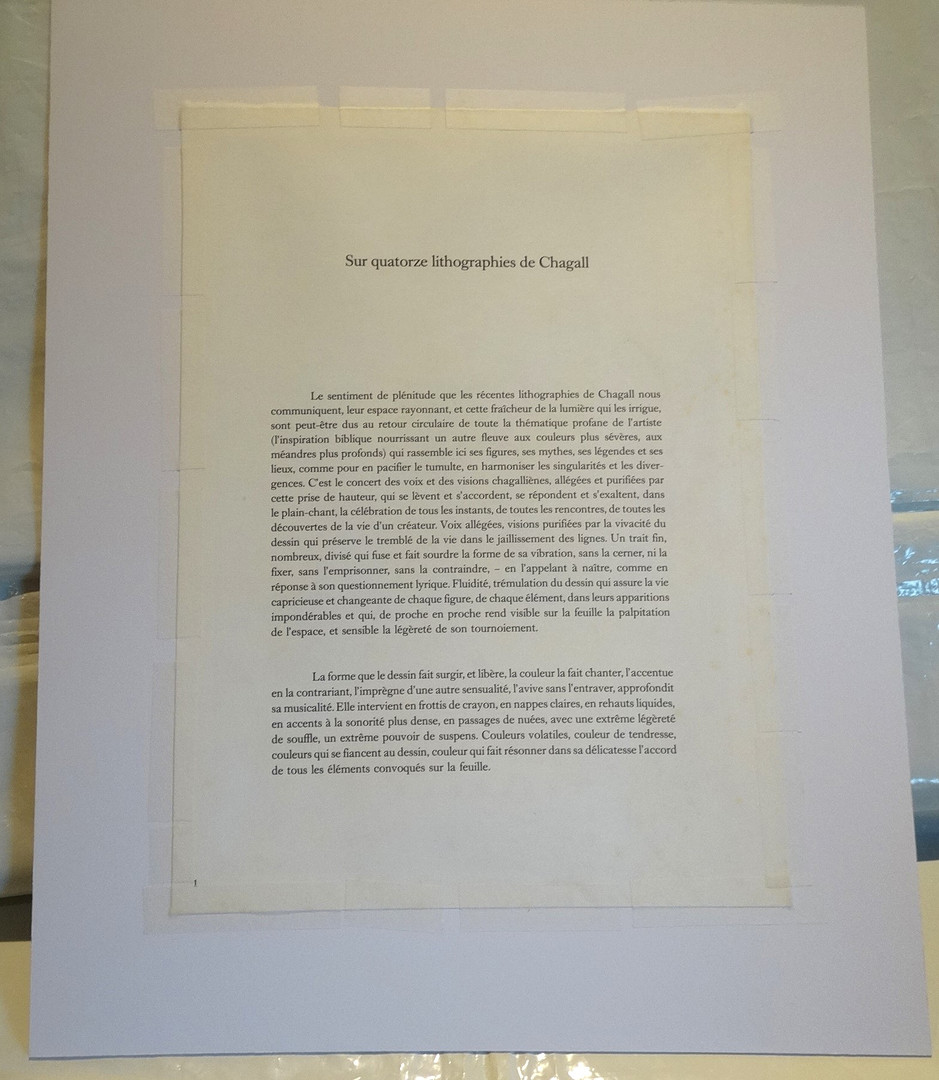 Sur quatorze lithographies de Chagall
Le sentiment de plénitude que les récentes lithographies de Chagall nous
communiquent, leur espace rayonnant, et cette fraîcheur de la lumière qui les irrigue,
sont peut-être dus au retour circulaire de toute la thématique profane de l'artiste
(l'inspiration biblique nourrissant un autre fleuve aux couleurs plus sévères, aux
méandres plus profonds) qui rassemble ici ses figures, ses mythes, ses légendes et ses
lieux, comme pour en pacifier le tumulte, en harmoniser les singularités et les diver-
gences. C'est le concert des voix et des visions chagalliènes, allégées et purifiées par
cette prise de hauteur, qui se lèvent et s'accordent, se répondent et s'exaltent, dans
le plain-chant, la célébration de tous les instants, de toutes les rencontres, de toutes les
découvertes de la vie d'un créateur. Voix allégées, visions purifiées par la vivacité du
dessin qui préserve le tremblé de la vie dans le jaillissement des lignes. Un trait fin,
nombreux, divisé qui fuse et fait sourdre la forme de sa vibration, sans la cerner, ni la
fixer, sans l'emprisonner, sans la contraindre, – en l'appelant à naître, comme en
réponse à son questionnement lyrique. Fluidité, trémulation du dessin qui assure la vie
capricieuse et changeante de chaque figure, de chaque élément, dans leurs apparitions
impondérables et qui, de proche en proche rend visible sur la feuille la palpitation
de l'espace, et sensible la légèreté de son tournoiement.
La forme que le dessin fait surgir, et libère, la couleur la fait chanter, l'accentue
en la contrariant, l'imprègne d'une autre sensualité, l'avive sans l'entraver, approfondit
sa musicalité. Elle intervient en frottis de crayon, en nappes claires, en rehauts liquides,
en accents à la sonorité plus dense, en passages de nuées, avec une extrême légèreté
de souffle, un extrême pouvoir de suspens. Couleurs volatiles, couleur de tendresse,
couleurs qui se fiancent au dessin, couleur qui fait résonner dans sa délicatesse l'accord
de tous les éléments convoqués sur la feuille.
1